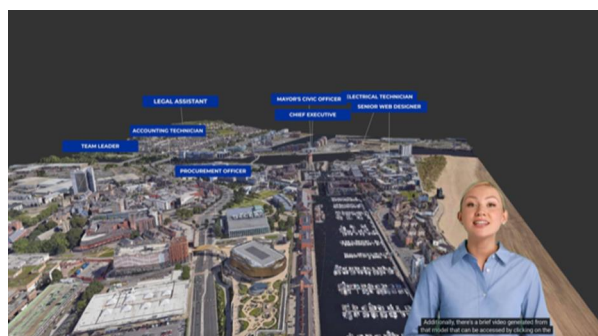 LEGAL ASSISTANT
MAYOR'S CIVIC OFFICER
ELECTRICAL TECHNICIAN
SENIOR WEB DESIGNER
CHIEF EXECUTIVE
ACCOUNTING TECHNICIAN
TEAM LEADER
PROCUREMENT OFFICER
Additionally, there's a brief video generated from
that model that can be accessed by clicking on the